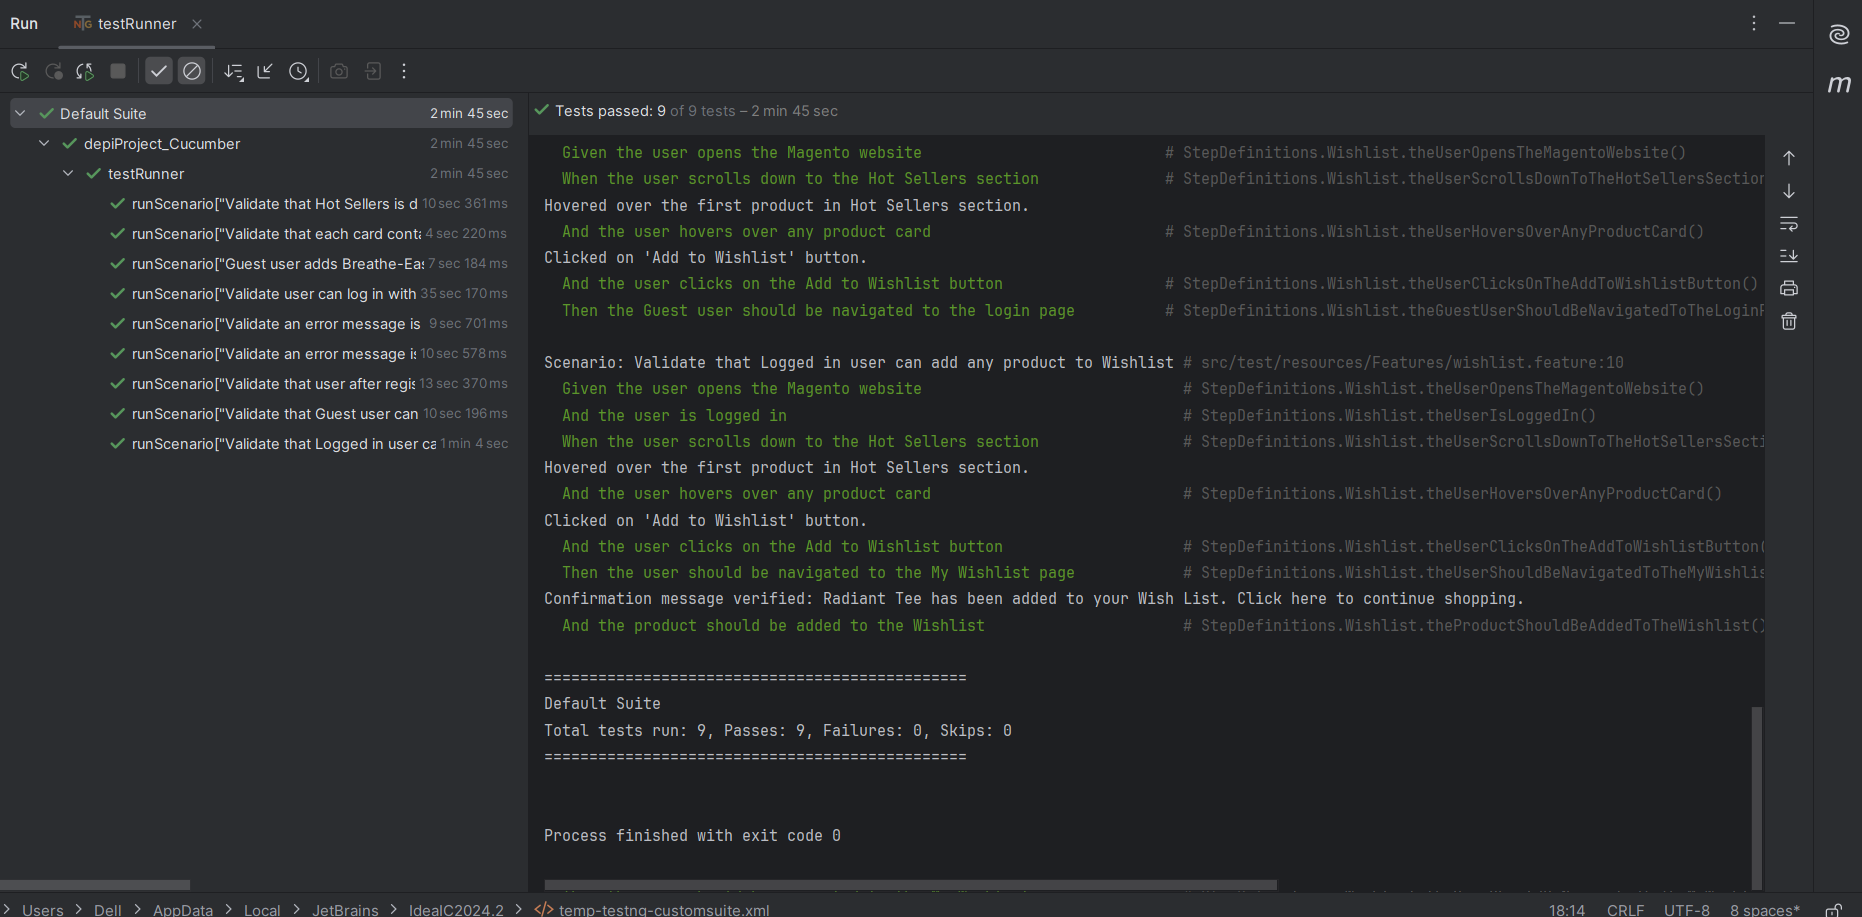 Run
testRunner
m
Default Suite 2 min 45 sec
depiProject_Cucumber 2 min 45 sec
testRunner 2 min 45 sec
runScenario["Validate that Hot Sellers is d 10 sec 361 ms
runScenario["Validate that each card conta 4 sec 220 ms
runScenario["Guest user adds Breathe-Eas 7 sec 184 ms
runScenario["Validate user can log in with 35 sec 170 ms
runScenario["Validate an error message is 9 sec 701 ms
runScenario["Validate an error message is 10 sec 578 ms
runScenario["Validate that user after regis 13 sec 370 ms
runScenario["Validate that Guest user can 10 sec 196 ms
runScenario["Validate that Logged in user ca 1 min 4 sec
Tests passed: 9 of 9 tests – 2 min 45 sec
Given the user opens the Magento website # StepDefinitions.Wishlist.theUserOpensTheMagentoWebsite()
When the user scrolls down to the Hot Sellers section # StepDefinitions.Wishlist.theUserScrollsDownToTheHotSellersSection
Hovered over the first product in Hot Sellers section.
And the user hovers over any product card # StepDefinitions.Wishlist.theUserHoversOverAnyProductCard()
Clicked on 'Add to Wishlist' button.
And the user clicks on the Add to Wishlist button # StepDefinitions.Wishlist.theUserClicksOnTheAddToWishlistButton()
Then the Guest user should be navigated to the login page # StepDefinitions.Wishlist.theGuestUserShouldBeNavigatedToTheLoginP
Scenario: Validate that Logged in user can add any product to Wishlist # src/test/resources/Features/wishlist.feature:10
Given the user opens the Magento website # StepDefinitions.Wishlist.theUserOpensTheMagentoWebsite()
And the user is logged in # StepDefinitions.Wishlist.theUserIsLoggedIn()
When the user scrolls down to the Hot Sellers section # StepDefinitions.Wishlist.theUserScrollsDownToTheHotSellersSecti
Hovered over the first product in Hot Sellers section.
And the user hovers over any product card # StepDefinitions.Wishlist.theUserHoversOverAnyProductCard()
Clicked on 'Add to Wishlist' button.
And the user clicks on the Add to Wishlist button # StepDefinitions.Wishlist.theUserClicksOnTheAddToWishlistButton(
Then the user should be navigated to the My Wishlist page # StepDefinitions.Wishlist.theUserShouldBeNavigatedToTheMyWishlis
Confirmation message verified: Radiant Tee has been added to your Wish List. Click here to continue shopping.
And the product should be added to the Wishlist # StepDefinitions.Wishlist.theProductShouldBeAddedToTheWishlist()
===============================================
Default Suite
Total tests run: 9, Passes: 9, Failures: 0, Skips: 0
===============================================
Process finished with exit code 0
Users > Dell > AppData > Local > JetBrains > IdeaIC2024.2 > temp-testng-customsuite.xml 18:14 CRLF UTF-8 8 spaces*